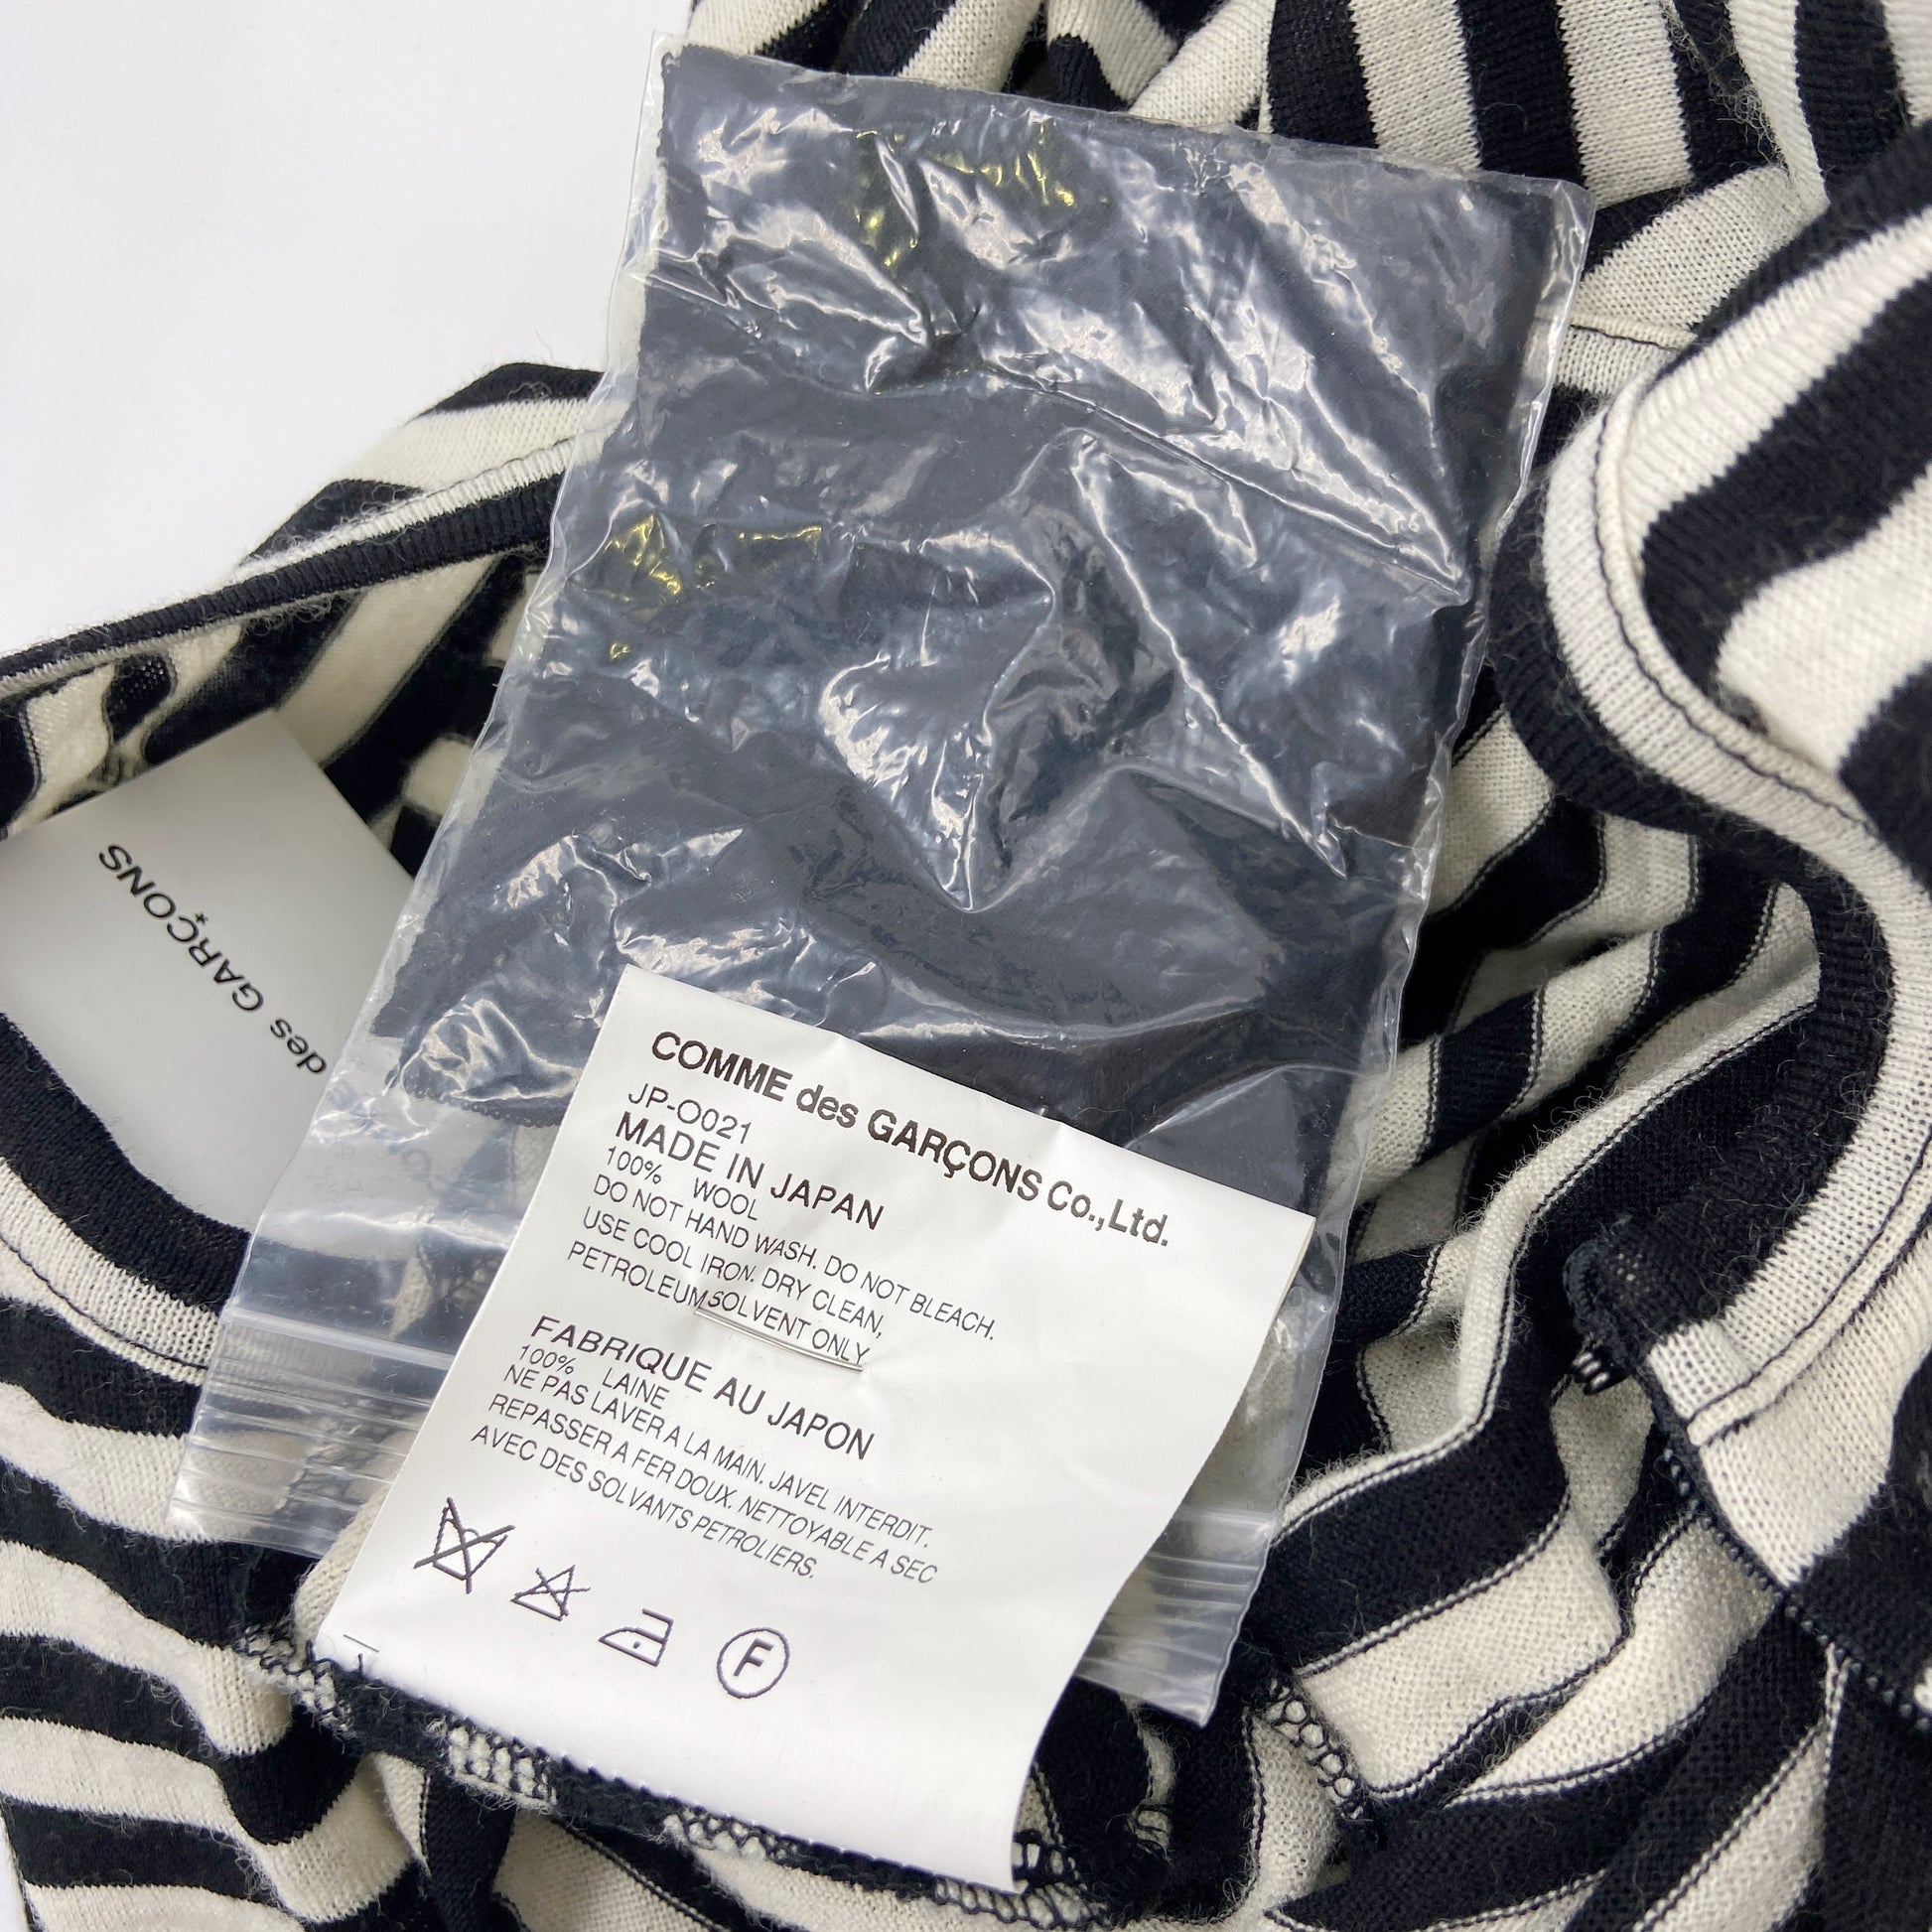 des GARÇONS
COMME des GARÇONS Co.,Ltd.
JP-O021
MADE IN JAPAN
100% WOOL
DO NOT HAND WASH. DO NOT BLEACH.
USE COOL IRON. DRY CLEAN,
PETROLEUM SOLVENT ONLY
FABRIQUE AU JAPON
100% LAINE
NE PAS LAVER A LA MAIN. JAVEL INTERDIT.
REPASSER A FER DOUX. NETTOYABLE A SEC
AVEC DES SOLVANTS PETROLIERS.
F